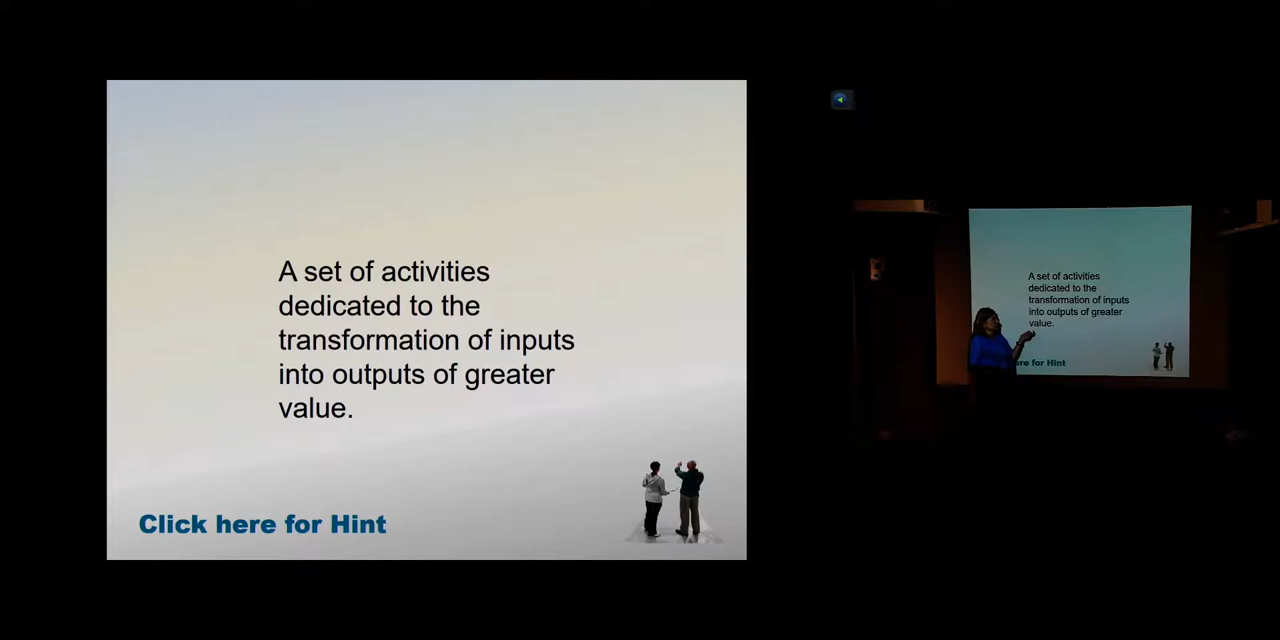 A set of activities
dedicated to the
transformation of inputs
into outputs of greater
value.
Click here for Hint
A set of activities
dedicated to the
transformation of inputs
into outputs of greater
value.
ere for Hint